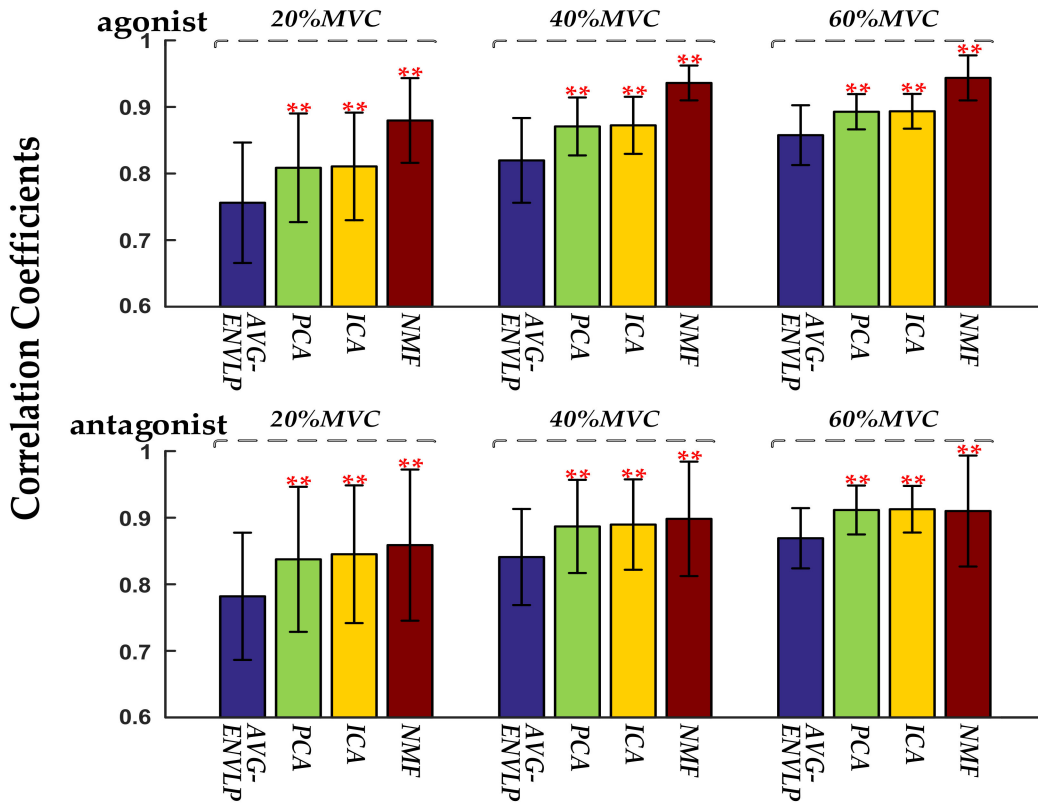 Correlation Coefficients
agonist
20%MVC 40%MVC 60%MVC
1
0.9
0.8
0.7
0.6
** ** ** ** ** ** ** ** **
AVG-
ENVLP PCA ICA NMF AVG-
ENVLP PCA ICA NMF AVG-
ENVLP PCA ICA NMF
antagonist
20%MVC 40%MVC 60%MVC
1
0.9
0.8
0.7
0.6
** ** ** ** ** ** ** ** **
AVG-
ENVLP PCA ICA NMF AVG-
ENVLP PCA ICA NMF AVG-
ENVLP PCA ICA NMF